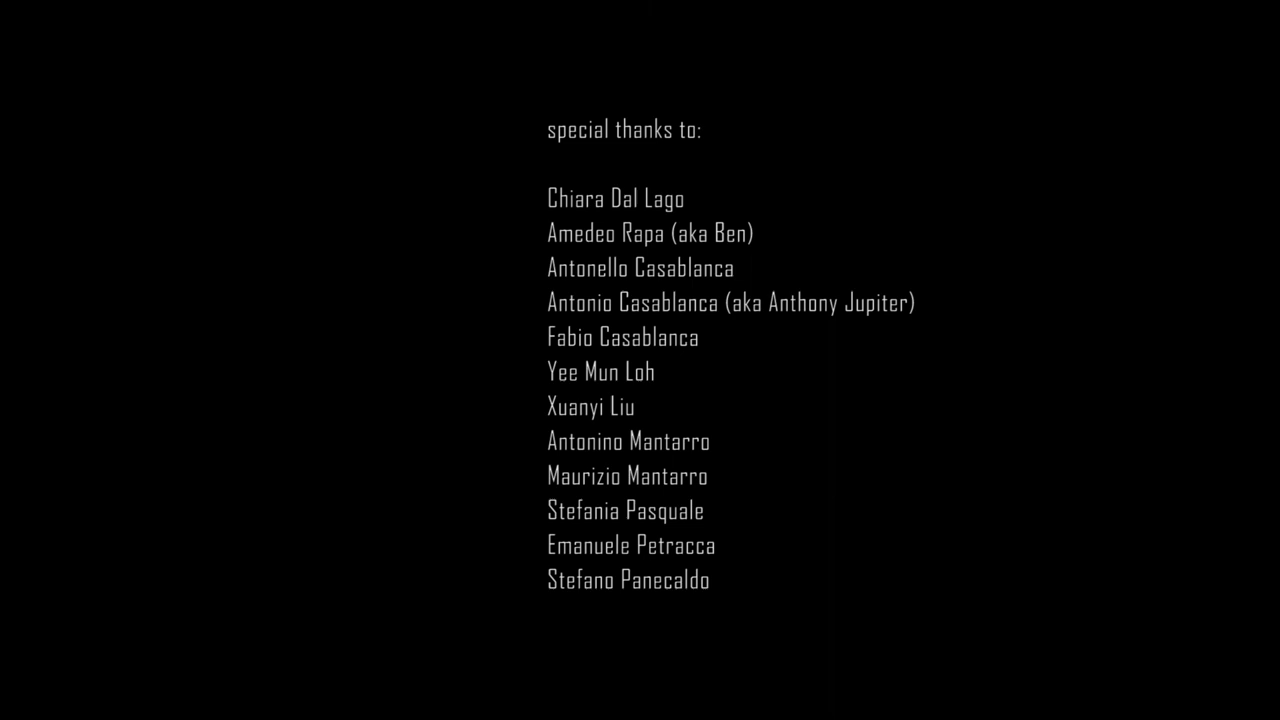 special thanks to:
Chiara Dal Lago
Amedeo Rapa (aka Ben)
Antonello Casablanca
Antonio Casablanca (aka Anthony Jupiter)
Fabio Casablanca
Yee Mun Loh
Xuanyi Liu
Antonino Mantarro
Maurizio Mantarro
Stefania Pasquale
Emanuele Petracca
Stefano Panecaldo